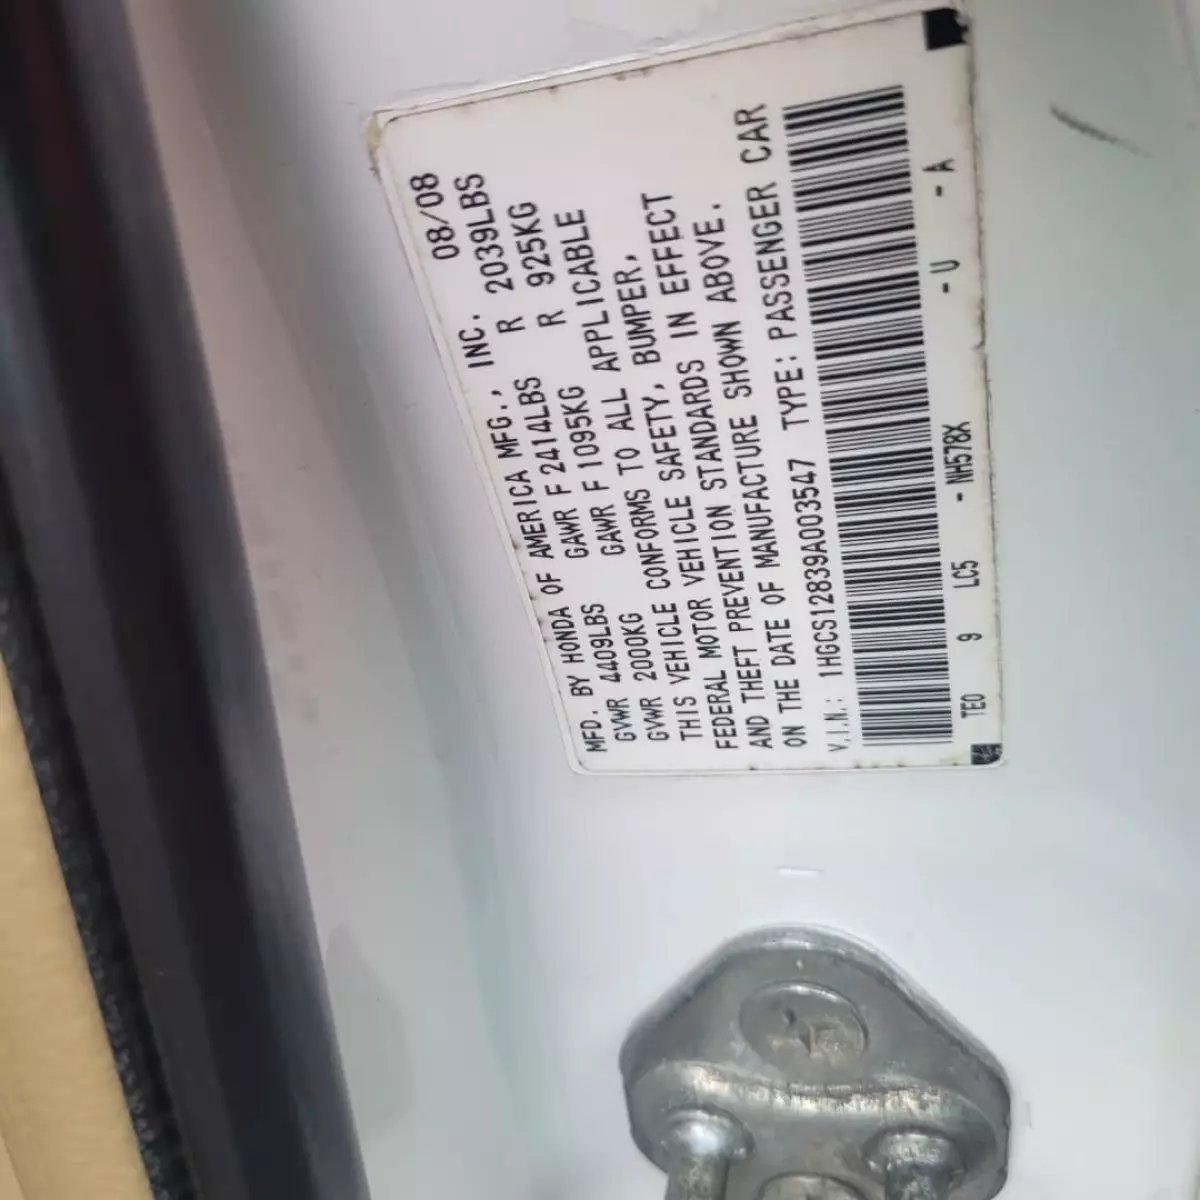 08/08
MFD. BY HONDA OF AMERICA MFG., INC.
GVWR 4409LBS GAWR F 2414LBS R 2039LBS
GVWR 2000KG GAWR F 1095KG R 925KG
THIS VEHICLE CONFORMS TO ALL APPLICABLE
FEDERAL MOTOR VEHICLE SAFETY, BUMPER,
AND THEFT PREVENTION STANDARDS IN EFFECT
ON THE DATE OF MANUFACTURE SHOWN ABOVE.
V.I.N.: 1HGCS12839A003547 TYPE: PASSENGER CAR
TE0 9 LC5 - NH578X - U - A